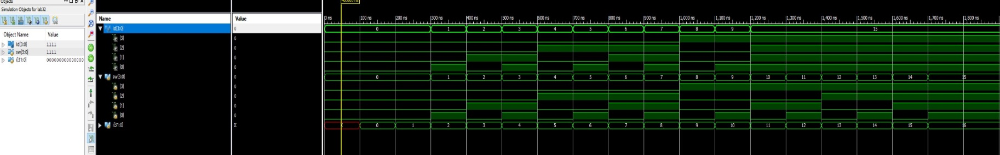 Objects
Simulation Objects for lab32
Object Name Value
ld[3:0] 1111
sw[3:0] 1111
i[31:0] 000000000000000
Name Value
0 ns 100 ns 200 ns 300 ns 400 ns 500 ns 600 ns 700 ns 800 ns 900 ns 1,000 ns 1,100 ns 1,200 ns 1,300 ns 1,400 ns 1,500 ns 1,600 ns 1,700 ns 1,800 ns
ld[3:0] 0 0 1 2 3 4 5 6 7 8 9 15
[3] 0
[2] 0
[1] 0
[0] 0
sw[3:0] 0 0 1 2 3 4 5 6 7 8 9 10 11 12 13 14 15
[3] 0
[2] 0
[1] 0
[0] 0
i[31:0] X X 0 1 2 3 4 5 6 7 8 9 10 11 12 13 14 15 16